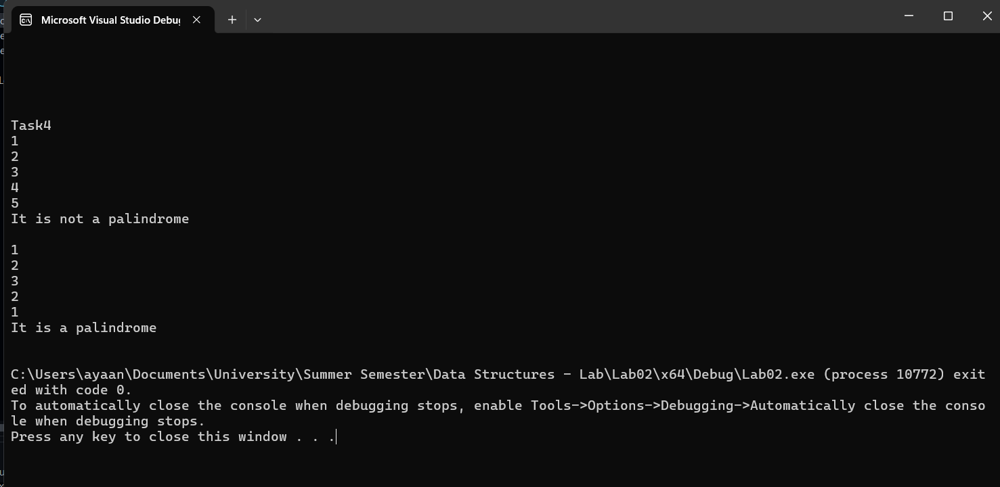 Microsoft Visual Studio Debu
Task4
1
2
3
4
5
It is not a palindrome
1
2
3
2
1
It is a palindrome
C:\Users\ayaan\Documents\University\Summer Semester\Data Structures - Lab\Lab02\x64\Debug\Lab02.exe (process 10772) exit
ed with code 0.
To automatically close the console when debugging stops, enable Tools->Options->Debugging->Automatically close the conso
le when debugging stops.
Press any key to close this window . . .